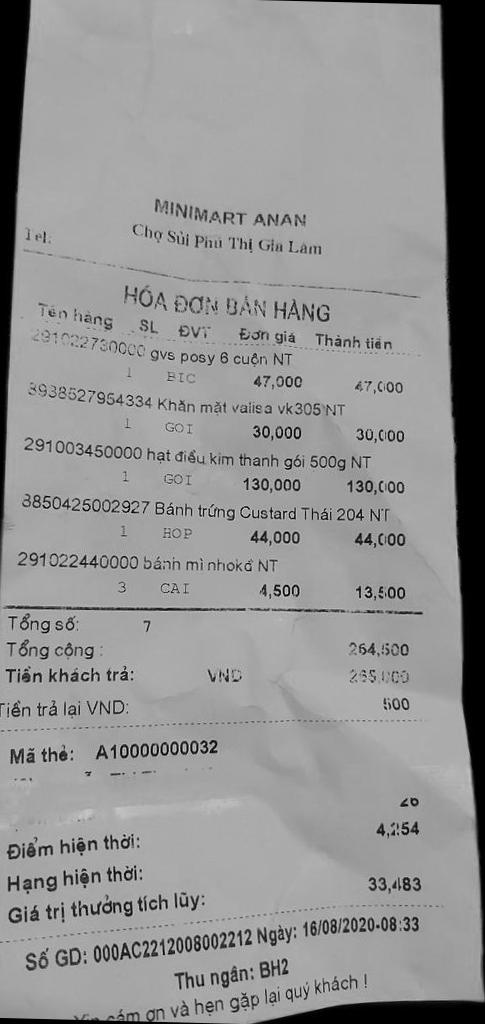 MINIMART ANAN
Chợ Sủi Phú Thị Gia Lâm
Tel:
HÓA ĐƠN BÁN HÀNG
Tên hàng SL ĐVT Đơn giá Thành tiền
291022730000 gvs posy 6 cuộn NT
1 BIC 47,000 47,000
8938527954334 Khăn mặt valisa vk305 NT
1 GOI 30,000 30,000
291003450000 hạt điều kim thanh gói 500g NT
1 GOI 130,000 130,000
8850425002927 Bánh trứng Custard Thái 204 NT
1 HOP 44,000 44,000
291022440000 bánh mì nhokd NT
3 CAI 4,500 13,500
Tổng số: 7
Tổng cộng : 264,500
Tiền khách trả: VND 265,000
Tiền trả lại VND: 500
Mã thẻ: A10000000032
26
Điểm hiện thời: 4,254
Hạng hiện thời:
Giá trị thưởng tích lũy: 33,483
Số GD: 000AC2212008002212 Ngày: 16/08/2020-08:33
Thu ngân: BH2
Xin cám ơn và hẹn gặp lại quý khách !